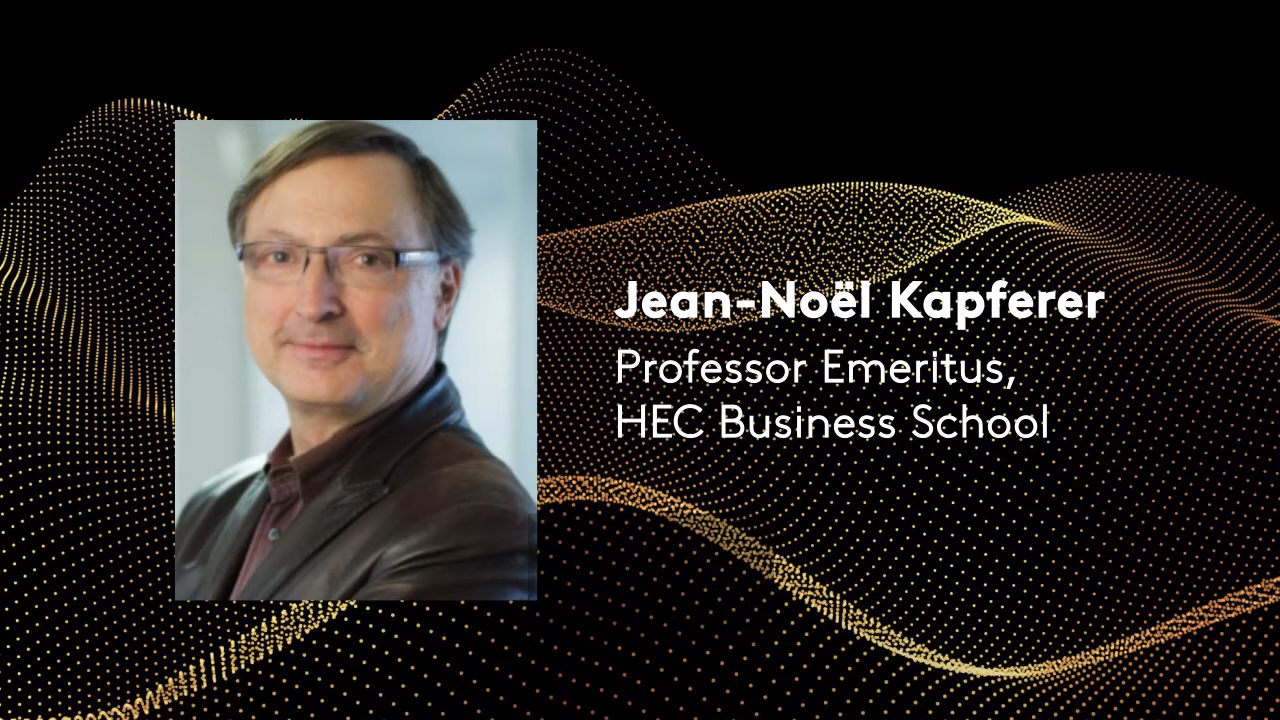 Jean-Noël Kapferer
Professor Emeritus,
HEC Business School